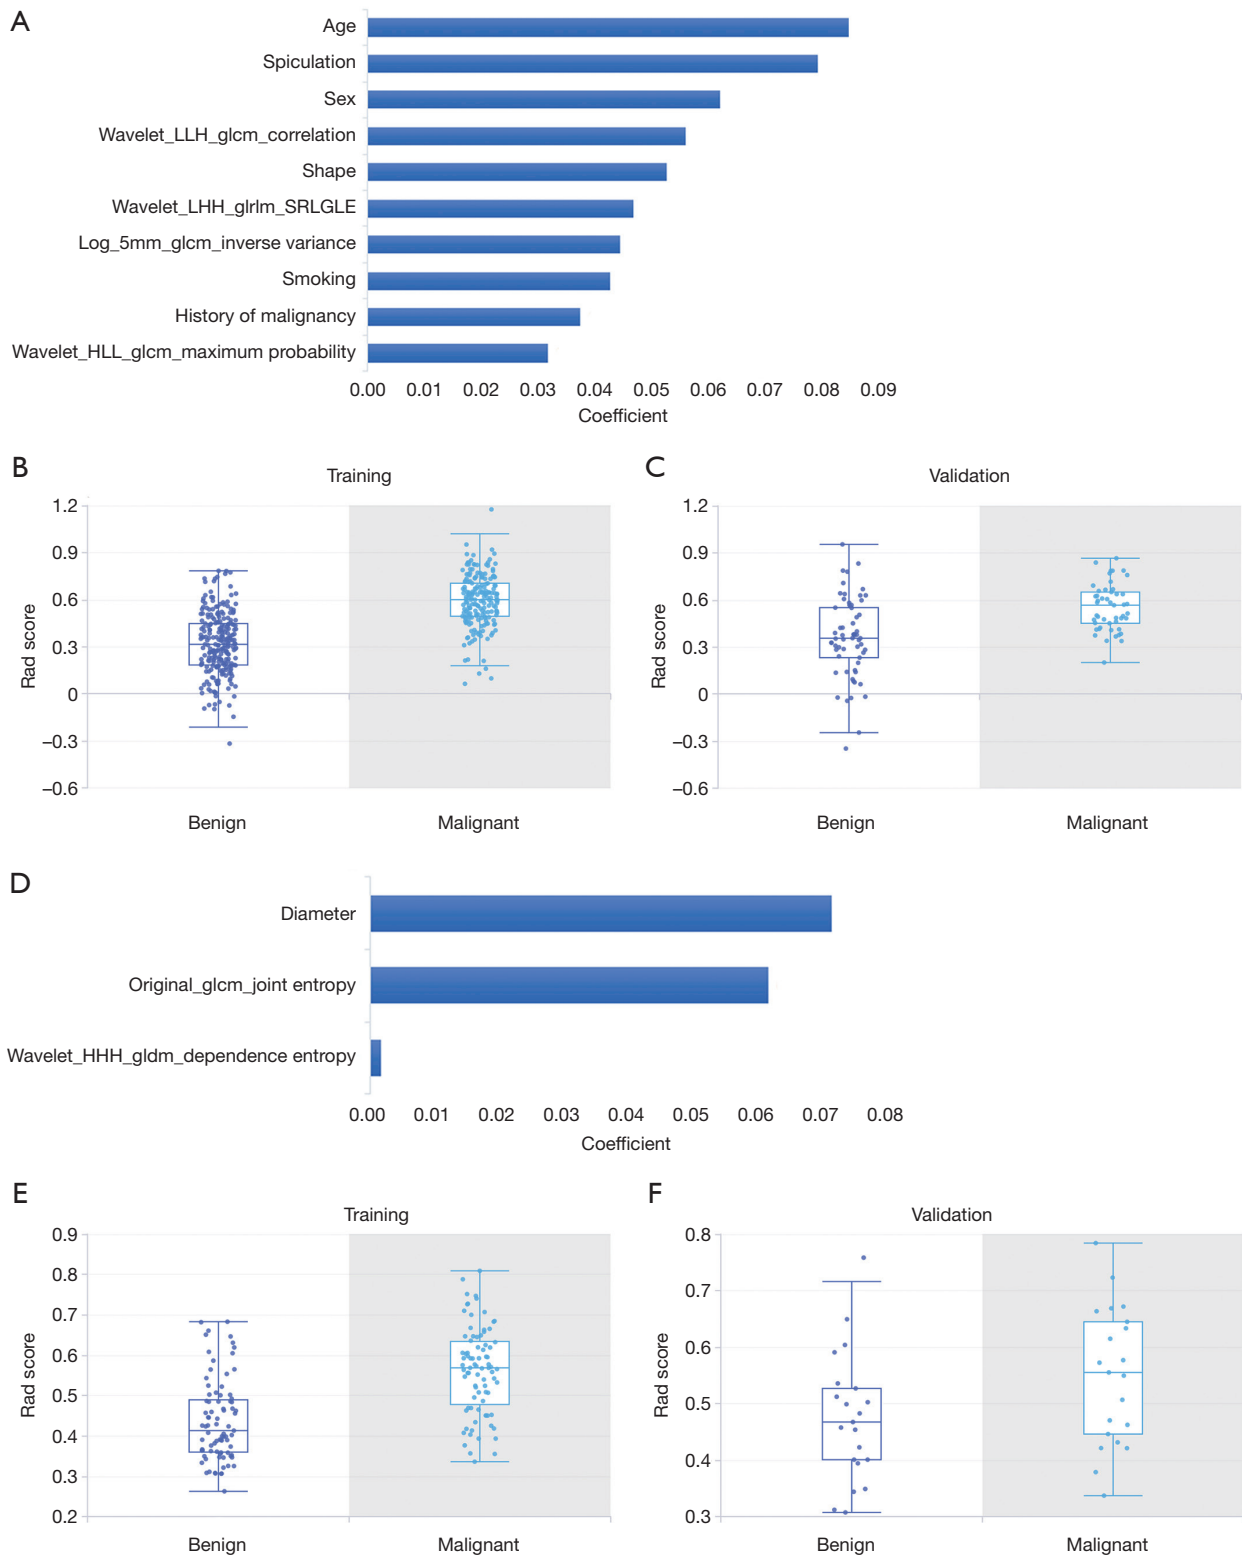 A
Age
Spiculation
Sex
Wavelet_LLH_glcm_correlation
Shape
Wavelet_LHH_glrlm_SRLGLE
Log_5mm_glcm_inverse variance
Smoking
History of malignancy
Wavelet_HLL_glcm_maximum probability
0.00 0.01 0.02 0.03 0.04 0.05 0.06 0.07 0.08 0.09
Coefficient
B
Training
1.2
0.9
0.6
0.3
0
–0.3
–0.6
Rad score
Benign Malignant
C
Validation
1.2
0.9
0.6
0.3
0
–0.3
–0.6
Rad score
Benign Malignant
D
Diameter
Original_glcm_joint entropy
Wavelet_HHH_gldm_dependence entropy
0.00 0.01 0.02 0.03 0.04 0.05 0.06 0.07 0.08
Coefficient
E
Training
0.9
0.8
0.7
0.6
0.5
0.4
0.3
0.2
Rad score
Benign Malignant
F
Validation
0.8
0.7
0.6
0.5
0.4
0.3
Rad score
Benign Malignant